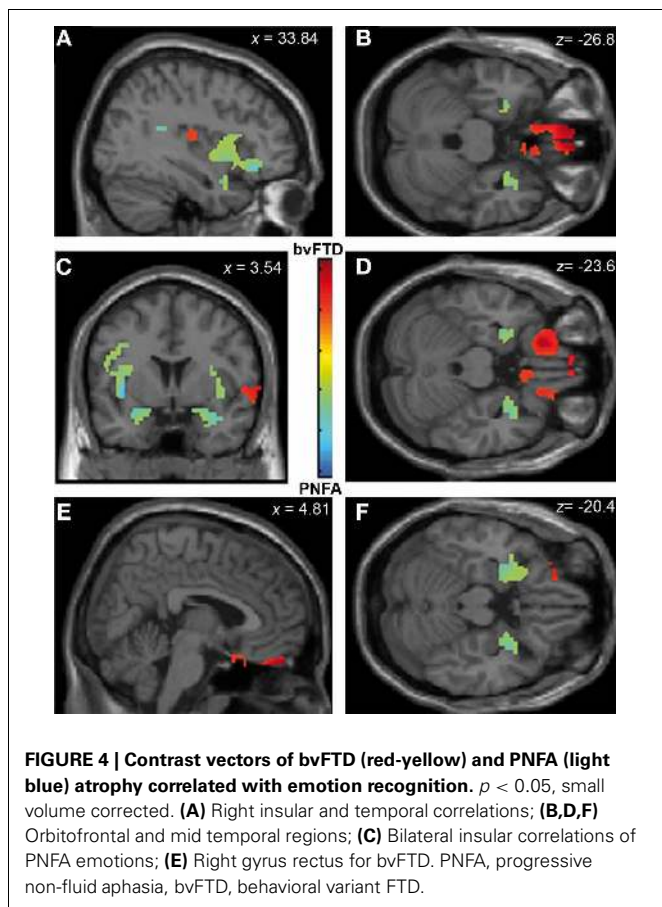 A x = 33.84
B z= -26.8
bvFTD
C x = 3.54
D z= -23.6
PNFA
E x = 4.81
F z= -20.4
FIGURE 4 | Contrast vectors of bvFTD (red-yellow) and PNFA (light
blue) atrophy correlated with emotion recognition. p < 0.05, small
volume corrected. (A) Right insular and temporal correlations; (B,D,F)
Orbitofrontal and mid temporal regions; (C) Bilateral insular correlations of
PNFA emotions; (E) Right gyrus rectus for bvFTD. PNFA, progressive
non-fluid aphasia, bvFTD, behavioral variant FTD.